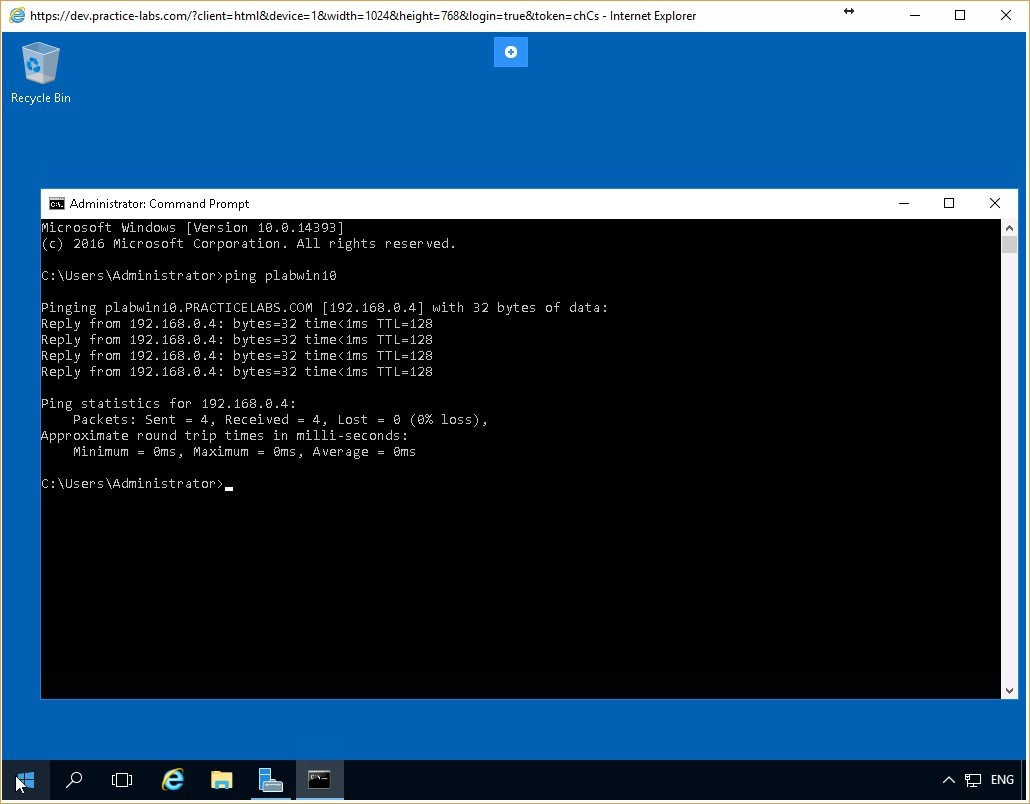 https://dev.practice-labs.com/?client=html&device=1&width=1024&height=768&login=true&token=chCs - Internet Explorer
Recycle Bin
Administrator: Command Prompt
Microsoft Windows [Version 10.0.14393]
(c) 2016 Microsoft Corporation. All rights reserved.
C:\Users\Administrator>ping plabwin10
Pinging plabwin10.PRACTICELABS.COM [192.168.0.4] with 32 bytes of data:
Reply from 192.168.0.4: bytes=32 time<1ms TTL=128
Reply from 192.168.0.4: bytes=32 time<1ms TTL=128
Reply from 192.168.0.4: bytes=32 time<1ms TTL=128
Reply from 192.168.0.4: bytes=32 time<1ms TTL=128
Ping statistics for 192.168.0.4:
Packets: Sent = 4, Received = 4, Lost = 0 (0% loss),
Approximate round trip times in milli-seconds:
Minimum = 0ms, Maximum = 0ms, Average = 0ms
C:\Users\Administrator>
ENG